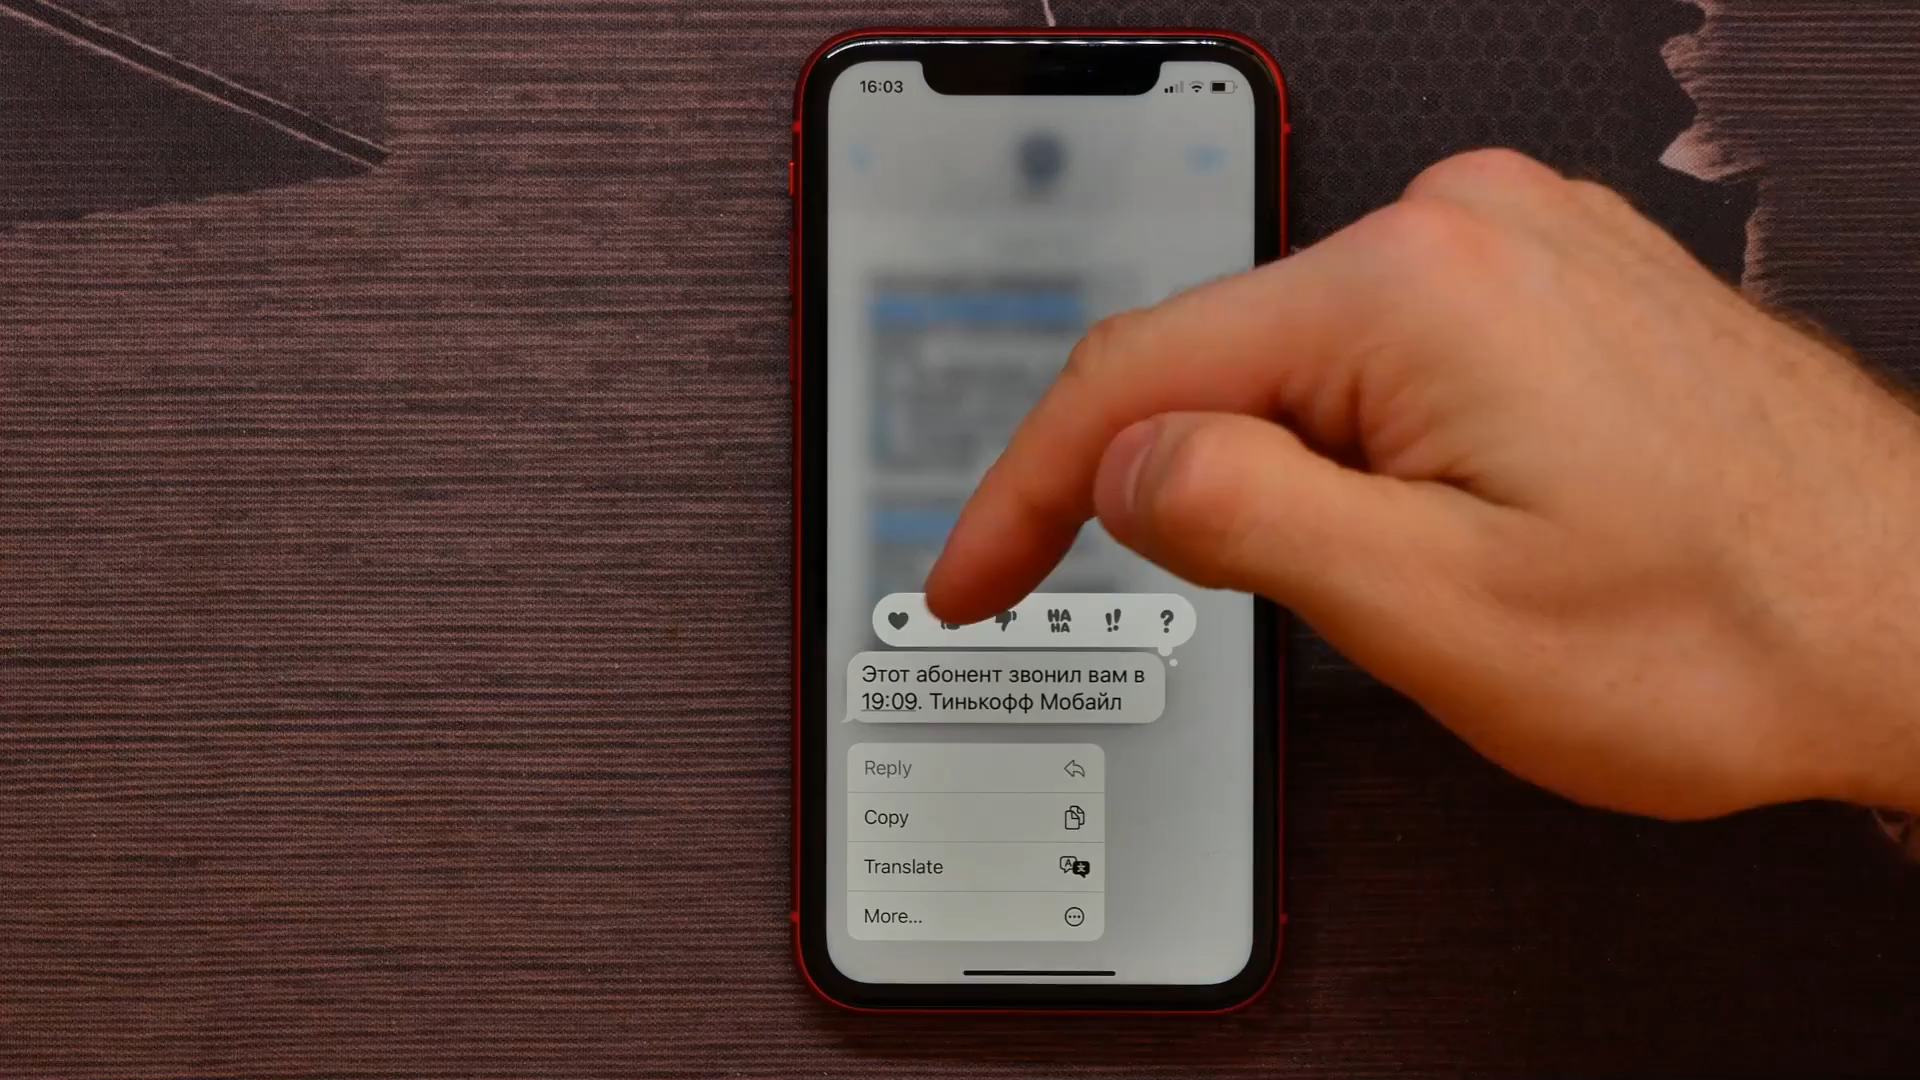 16:03
HA
HA
!!
?
Этот абонент звонил вам в
19:09. Тинькофф Мобайл
Reply
Copy
Translate
More...